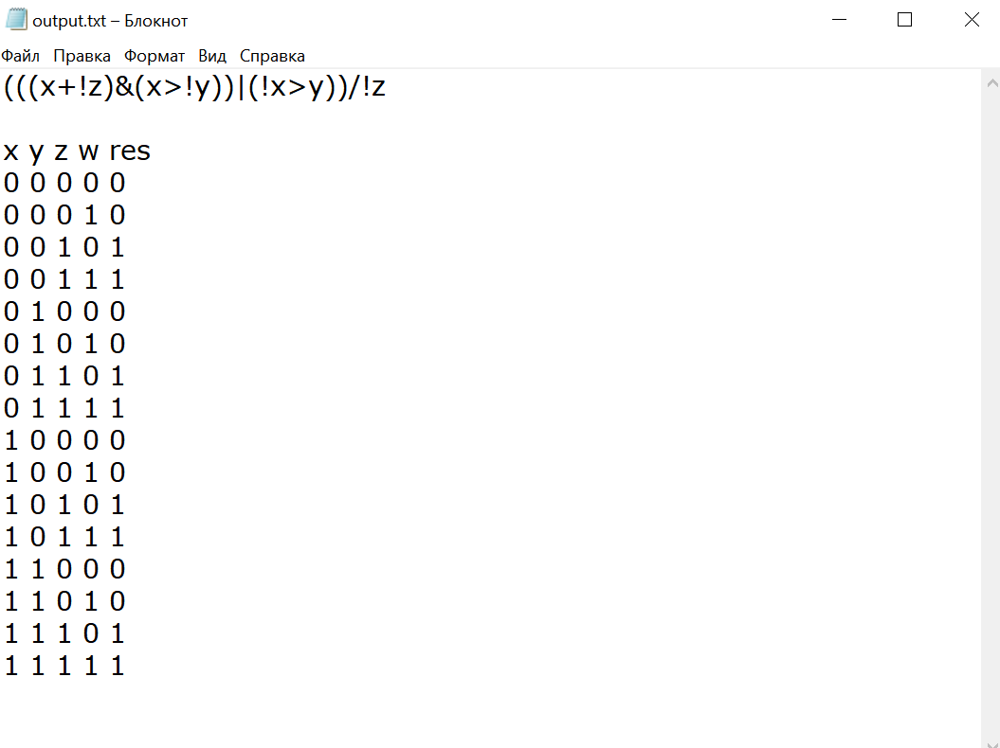 output.txt – Блокнот
Файл Правка Формат Вид Справка
(((x+!z)&(x>!y))|(!x>y))/!z
x y z w res
0 0 0 0 0
0 0 0 1 0
0 0 1 0 1
0 0 1 1 1
0 1 0 0 0
0 1 0 1 0
0 1 1 0 1
0 1 1 1 1
1 0 0 0 0
1 0 0 1 0
1 0 1 0 1
1 0 1 1 1
1 1 0 0 0
1 1 0 1 0
1 1 1 0 1
1 1 1 1 1